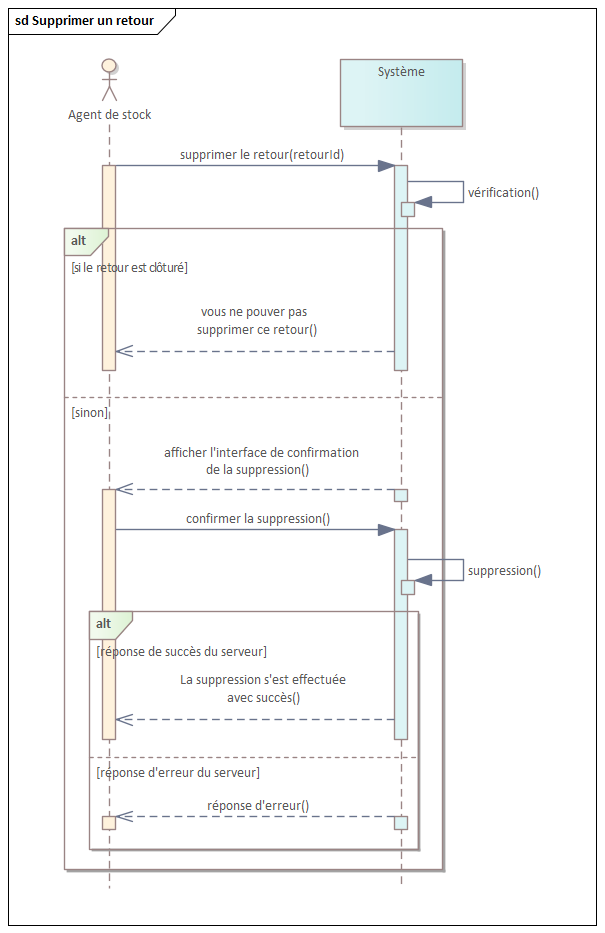 sd Supprimer un retour
Agent de stock
Système
supprimer le retour(retourId)
vérification()
alt
[si le retour est clôturé]
vous ne pouver pas
supprimer ce retour()
[sinon]
afficher l'interface de confirmation
de la suppression()
confirmer la suppression()
suppression()
alt
[réponse de succès du serveur]
La suppression s'est effectuée
avec succès()
[réponse d'erreur du serveur]
réponse d'erreur()